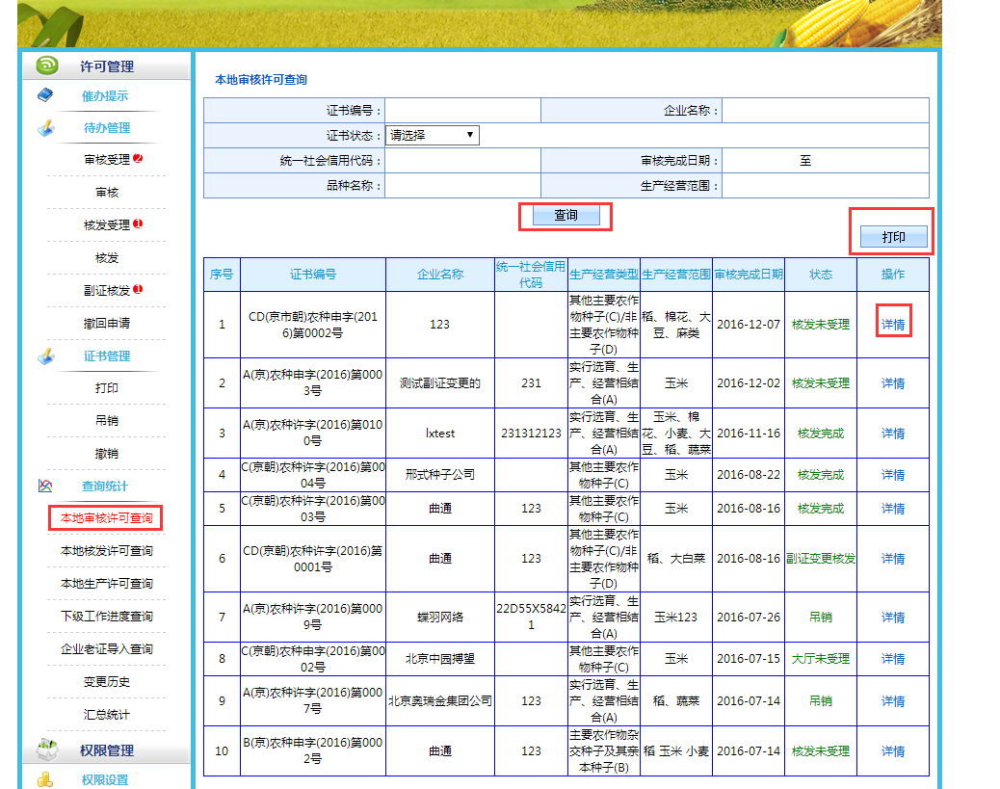 许可管理
催办提示
待办管理
审核受理 2
审核
核发受理 1
核发
副证核发 1
撤回申请
证书管理
打印
吊销
撤销
查询统计
本地审核许可查询
本地核发许可查询
本地生产许可查询
下级工作进度查询
企业老证导入查询
变更历史
汇总统计
权限管理
权限设置
本地审核许可查询
证书编号： 企业名称：
证书状态： 请选择
统一社会信用代码： 审核完成日期： 至
品种名称： 生产经营范围：
查询
打印
序号 证书编号 企业名称 统一社会信用 生产经营类型 生产经营范围 审核完成日期 状态 操作
代码
其他主要农作
CD(京市朝)农种申字(201 物种子(C)/非 稻、棉花、大
1 123 2016-12-07 核发未受理 详情
6)第0002号 主要农作物种 豆、麻类
子(D)
A(京)农种申字(2016)第000 实行选育、生
2 测试副证变更的 231 产、经营相结 玉米 2016-12-02 核发未受理 详情
3号 合(A)
A(京)农种许字(2016)第010 实行选育、生 玉米、棉
3 lxtest 231312123 产、经营相结 花、小麦、大 2016-11-16 核发完成 详情
0号 合(A) 豆、稻、蔬菜
C(京朝)农种许字(2016)第00 其他主要农作
4 邢式种子公司 玉米 2016-08-22 核发完成 详情
04号 物种子(C)
C(京朝)农种许字(2016)第00 其他主要农作
5 曲通 123 玉米 2016-08-16 核发完成 详情
03号 物种子(C)
其他主要农作
CD(京朝)农种许字(2016)第 物种子(C)/非
6 曲通 123 稻、大白菜 2016-08-16 副证变更核发 详情
0001号 主要农作物种
子(D)
A(京)农种许字(2016)第000 22D55X5842 实行选育、生
7 蝶羽网络 产、经营相结 玉米123 2016-07-26 吊销 详情
9号 1 合(A)
C(京朝)农种申字(2016)第00 其他主要农作
8 北京中园搏望 玉米 2016-07-15 大厅未受理 详情
02号 物种子(C)
A(京)农种许字(2016)第000 实行选育、生
9 北京奥瑞金集团公司 123 产、经营相结 稻、蔬菜 2016-07-14 吊销 详情
7号 合(A)
B(京)农种申字(2016)第000 主要农作物杂
10 曲通 123 交种子及其亲 稻 玉米 小麦 2016-07-14 核发未受理 详情
2号 本种子(B)